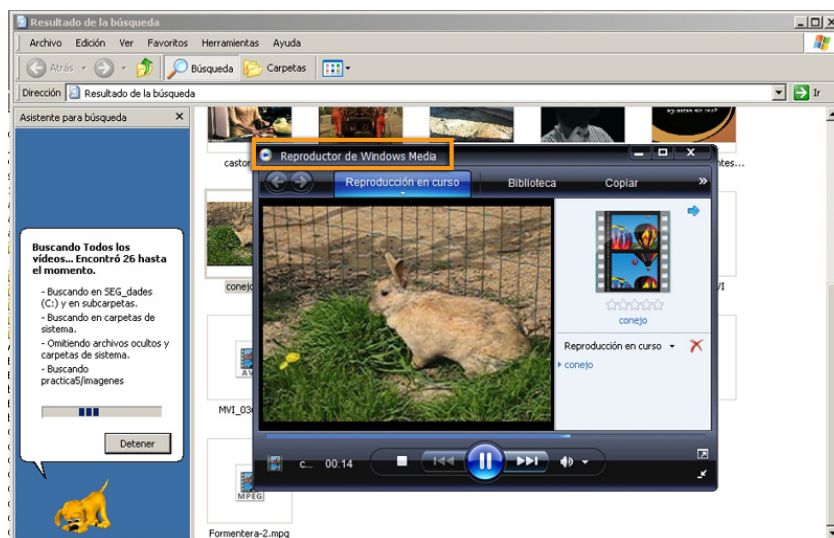 Resultado de la búsqueda
Archivo Edición Ver Favoritos Herramientas Ayuda
Atrás Búsqueda Carpetas
Dirección Resultado de la búsqueda Ir
Asistente para búsqueda
Buscando Todos los
vídeos... Encontró 26 hasta
el momento.
- Buscando en SEG_dades
(C:) y en subcarpetas.
- Buscando en carpetas de
sistema.
- Omitiendo archivos ocultos y
carpetas de sistema.
- Buscando
practica5/imagenes
Detener
Reproductor de Windows Media
Reproducción en curso Biblioteca Copiar
conejo
Reproducción en curso
conejo
c... 00:14
MPEG
Formentera-2.mpg